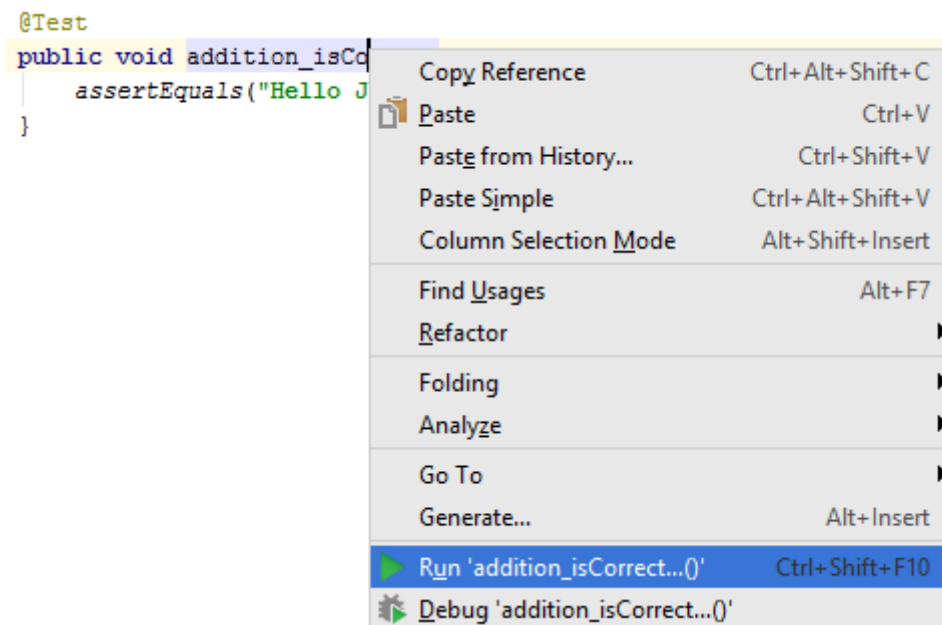 @Test
public void addition_isCo
assertEquals("Hello J
}
Copy Reference Ctrl+Alt+Shift+C
Paste Ctrl+V
Paste from History... Ctrl+Shift+V
Paste Simple Ctrl+Alt+Shift+V
Column Selection Mode Alt+Shift+Insert
Find Usages Alt+F7
Refactor
Folding
Analyze
Go To
Generate... Alt+Insert
Run 'addition_isCorrect...()' Ctrl+Shift+F10
Debug 'addition_isCorrect...()'